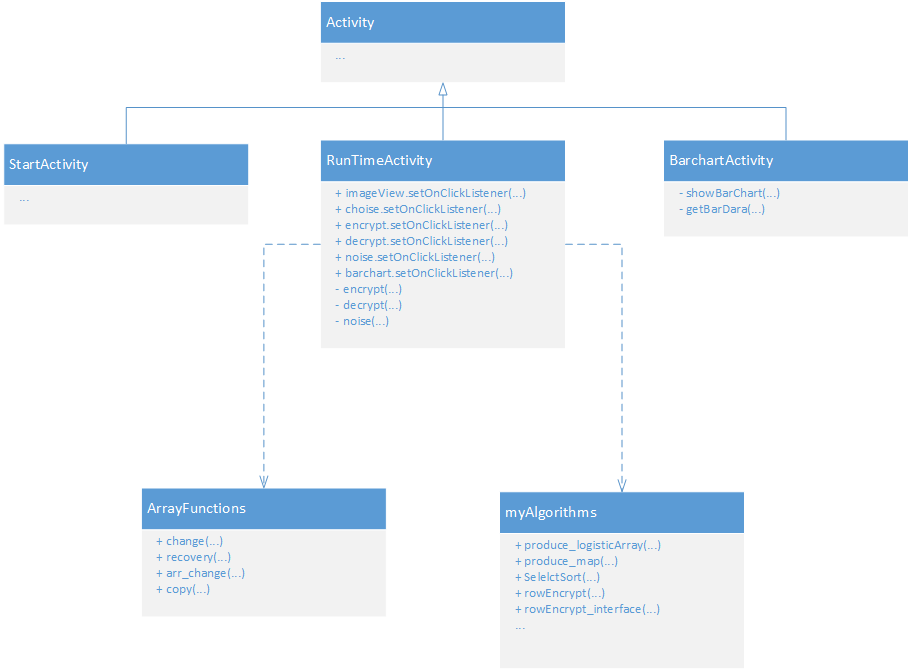 Activity
...
StartActivity
...
RunTimeActivity
+ imageView.setOnClickListener(...)
+ choise.setOnClickListener(...)
+ encrypt.setOnClickListener(...)
+ decrypt.setOnClickListener(...)
+ noise.setOnClickListener(...)
+ barchart.setOnClickListener(...)
- encrypt(...)
- decrypt(...)
- noise(...)
BarchartActivity
- showBarChart(...)
- getBarDara(...)
ArrayFunctions
+ change(...)
+ recovery(...)
+ arr_change(...)
+ copy(...)
myAlgorithms
+ produce_logisticArray(...)
+ produce_map(...)
+ SelelctSort(...)
+ rowEncrypt(...)
+ rowEncrypt_interface(...)
...